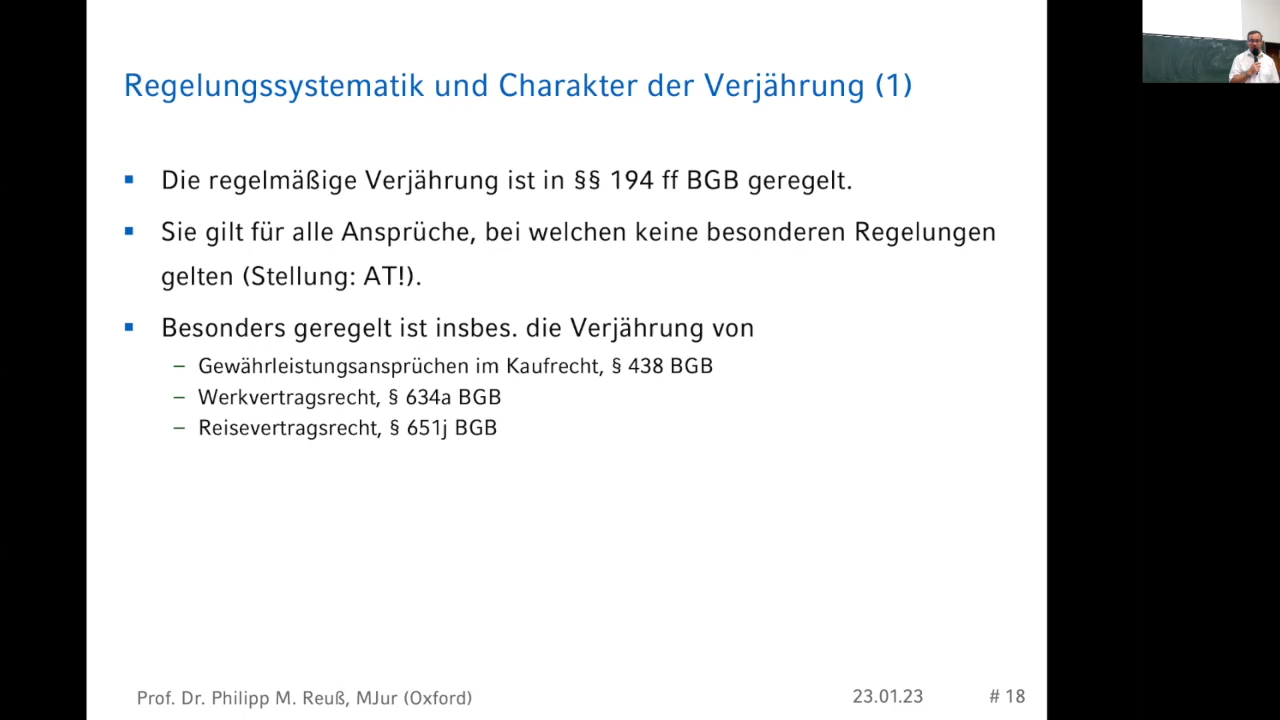 Regelungssystematik und Charakter der Verjährung (1)
▪ Die regelmäßige Verjährung ist in §§ 194 ff BGB geregelt.
▪ Sie gilt für alle Ansprüche, bei welchen keine besonderen Regelungen
gelten (Stellung: AT!).
▪ Besonders geregelt ist insbes. die Verjährung von
– Gewährleistungsansprüchen im Kaufrecht, § 438 BGB
– Werkvertragsrecht, § 634a BGB
– Reisevertragsrecht, § 651j BGB
Prof. Dr. Philipp M. Reuß, MJur (Oxford) 23.01.23 # 18